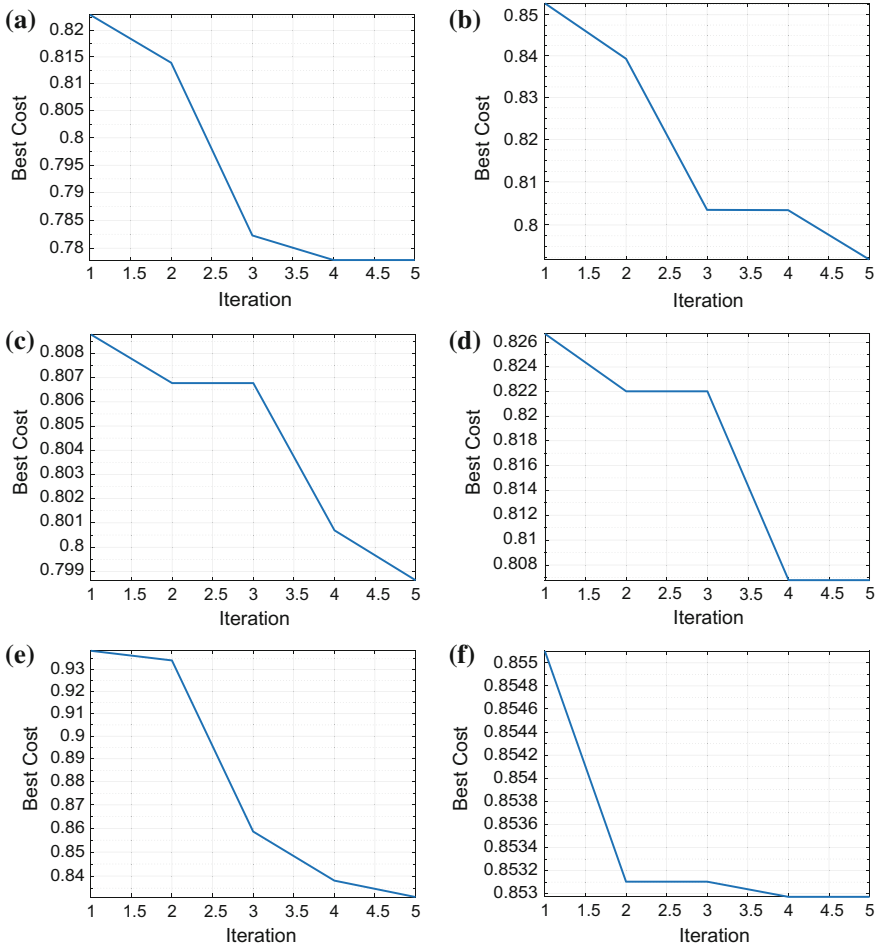 (a)
Best Cost
0.82
0.815
0.81
0.805
0.8
0.795
0.79
0.785
0.78
1 1.5 2 2.5 3 3.5 4 4.5 5
Iteration
(b)
Best Cost
0.85
0.84
0.83
0.82
0.81
0.8
1 1.5 2 2.5 3 3.5 4 4.5 5
Iteration
(c)
Best Cost
0.808
0.807
0.806
0.805
0.804
0.803
0.802
0.801
0.8
0.799
1 1.5 2 2.5 3 3.5 4 4.5 5
Iteration
(d)
Best Cost
0.826
0.824
0.822
0.82
0.818
0.816
0.814
0.812
0.81
0.808
1 1.5 2 2.5 3 3.5 4 4.5 5
Iteration
(e)
Best Cost
0.93
0.92
0.91
0.9
0.89
0.88
0.87
0.86
0.85
0.84
1 1.5 2 2.5 3 3.5 4 4.5 5
Iteration
(f)
Best Cost
0.855
0.8548
0.8546
0.8544
0.8542
0.854
0.8538
0.8536
0.8534
0.8532
0.853
1 1.5 2 2.5 3 3.5 4 4.5 5
Iteration